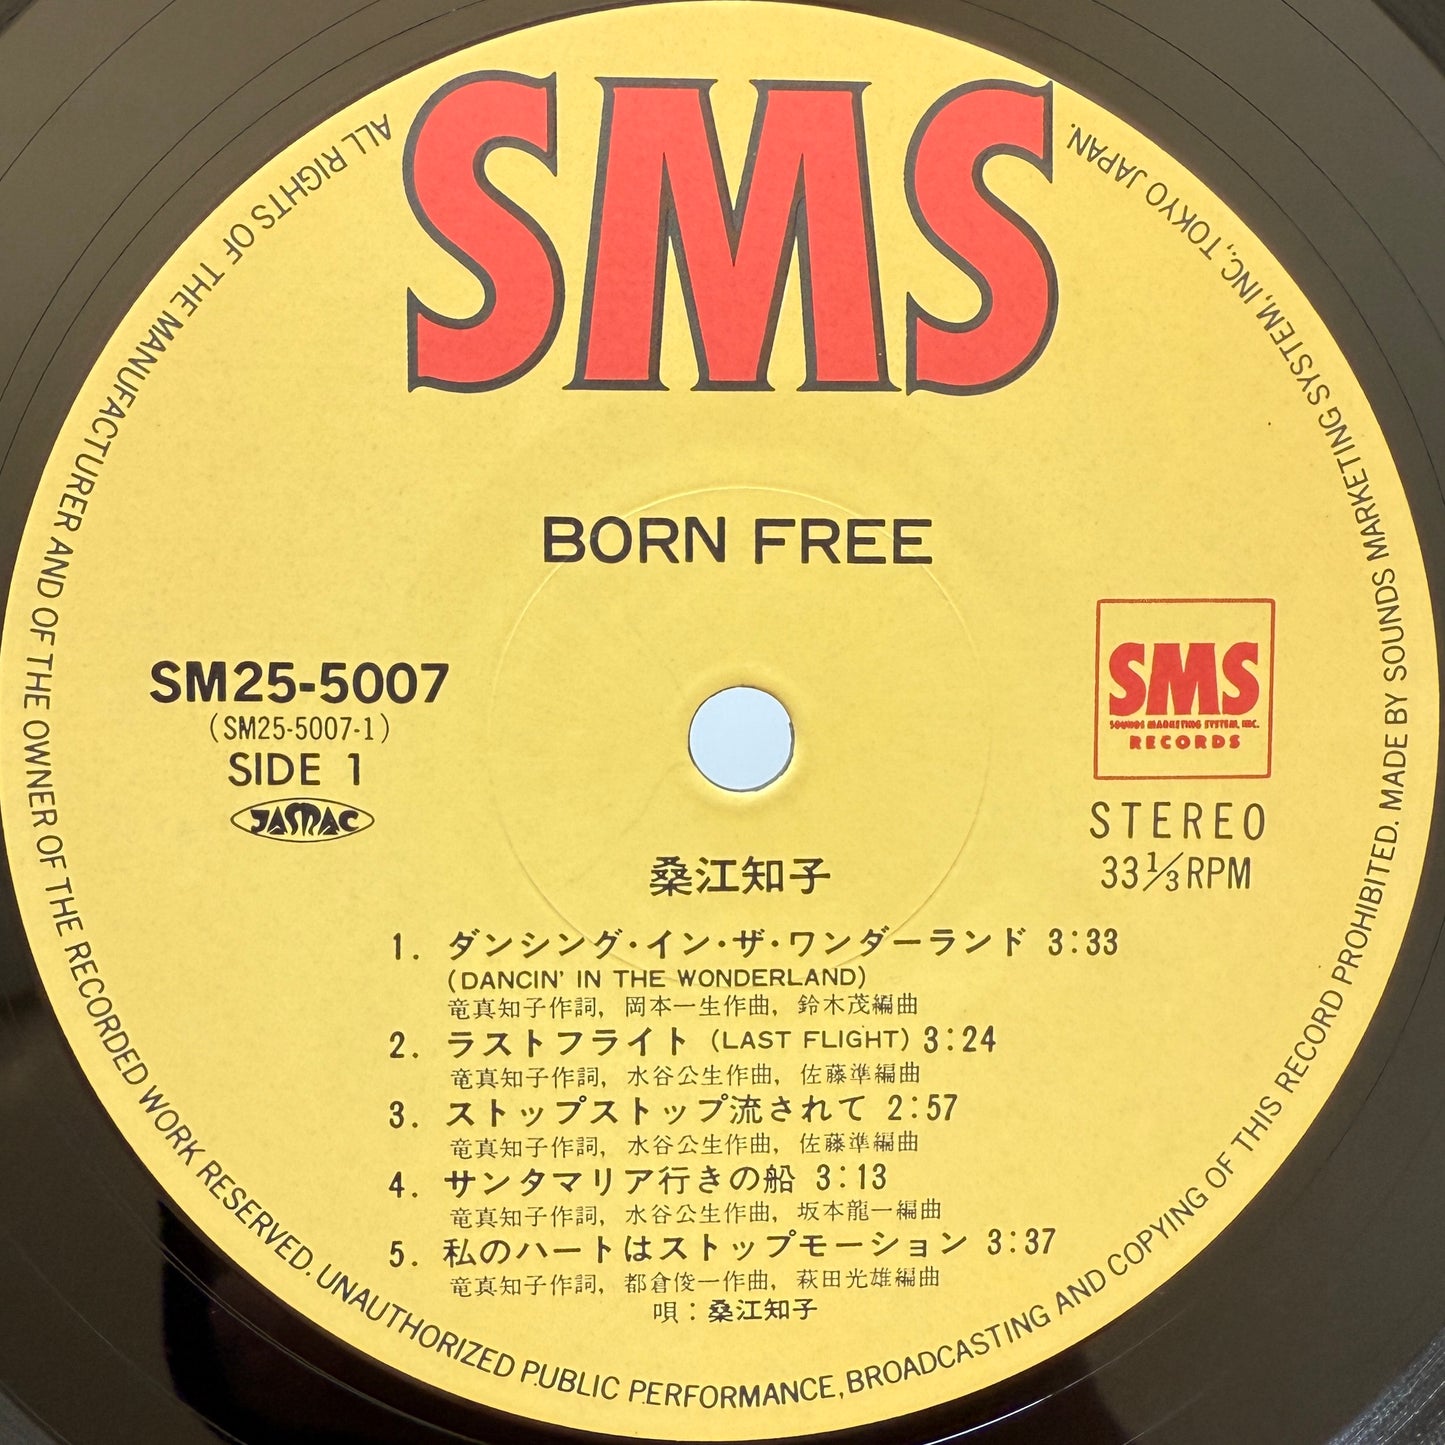 SMS
BORN FREE
SM25-5007
(SM25-5007-1)
SIDE 1
JASRAC
SMS
SOUNDS MARKETING SYSTEM, INC.
RECORDS
STEREO
33 1/3 RPM
桑江知子
1. ダンシング・イン・ザ・ワンダーランド 3:33
(DANCIN' IN THE WONDERLAND)
竜真知子作詞, 岡本一生作曲, 鈴木茂編曲
2. ラストフライト (LAST FLIGHT) 3:24
竜真知子作詞, 水谷公生作曲, 佐藤準編曲
3. ストップストップ流されて 2:57
竜真知子作詞, 水谷公生作曲, 佐藤準編曲
4. サンタマリア行きの船 3:13
竜真知子作詞, 水谷公生作曲, 坂本龍一編曲
5. 私のハートはストップモーション 3:37
竜真知子作詞, 都倉俊一作曲, 萩田光雄編曲
唄：桑江知子
ALL RIGHTS OF THE MANUFACTURER AND OF THE OWNER OF THE RECORDED WORK RESERVED. UNAUTHORIZED PUBLIC PERFORMANCE, BROADCASTING AND COPYING OF THIS RECORD PROHIBITED. MADE BY SOUNDS MARKETING SYSTEM, INC., TOKYO JAPAN.